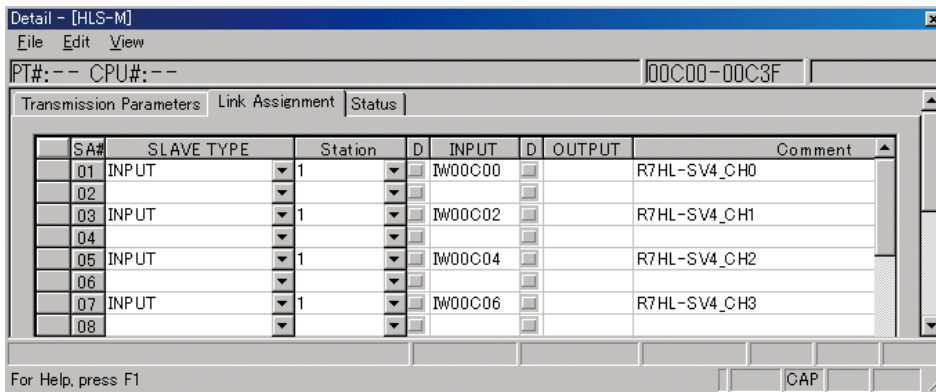 Detail - [HLS-M]
File Edit View
PT#:-- CPU#:-- 00C00-00C3F
Transmission Parameters Link Assignment Status
SA# SLAVE TYPE Station D INPUT D OUTPUT Comment
01 INPUT 1 IW00C00 R7HL-SV4_CH0
02
03 INPUT 1 IW00C02 R7HL-SV4_CH1
04
05 INPUT 1 IW00C04 R7HL-SV4_CH2
06
07 INPUT 1 IW00C06 R7HL-SV4_CH3
08
For Help, press F1 CAP